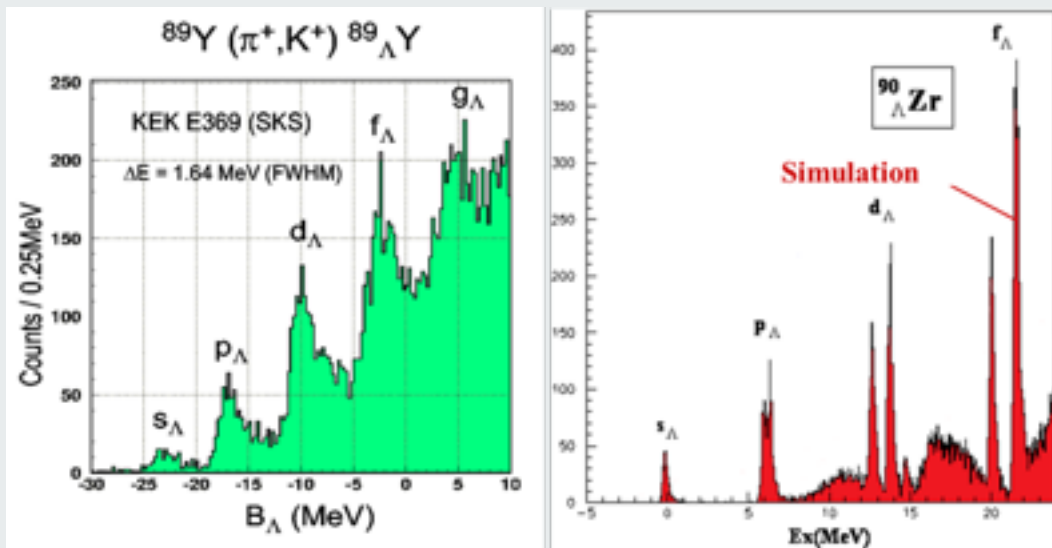 ⁸⁹Y (π⁺,K⁺) ⁸⁹ΛY
KEK E369 (SKS)
ΔE = 1.64 MeV (FWHM)
sΛ
pΛ
dΛ
fΛ
gΛ
Counts / 0.25MeV
250
200
150
100
50
0
-30 -25 -20 -15 -10 -5 0 5 10
BΛ (MeV)
⁹⁰ΛZr
Simulation
sΛ
pΛ
dΛ
fΛ
400
350
300
250
200
150
100
50
0
-5 0 5 10 15 20
Ex(MeV)